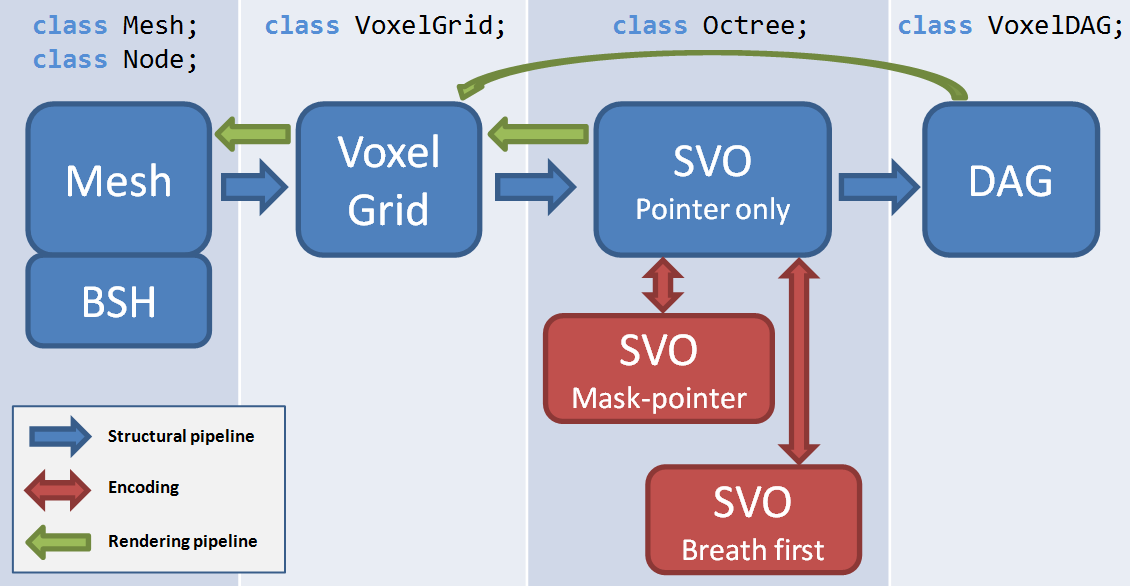 class Mesh;
class Node;
class VoxelGrid;
class Octree;
class VoxelDAG;
Mesh
BSH
Voxel
Grid
SVO
Pointer only
DAG
SVO
Mask-pointer
SVO
Breath first
Structural pipeline
Encoding
Rendering pipeline